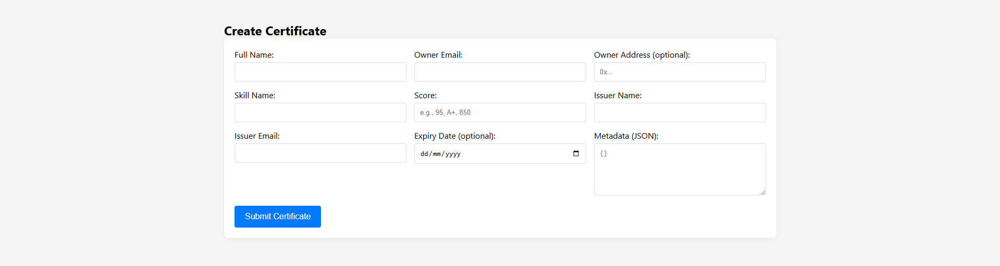 Create Certificate
Full Name: Owner Email: Owner Address (optional):
0x...
Skill Name: Score: Issuer Name:
e.g., 95, A+, 850
Issuer Email: Expiry Date (optional): Metadata (JSON):
dd/mm/yyyy {}
Submit Certificate